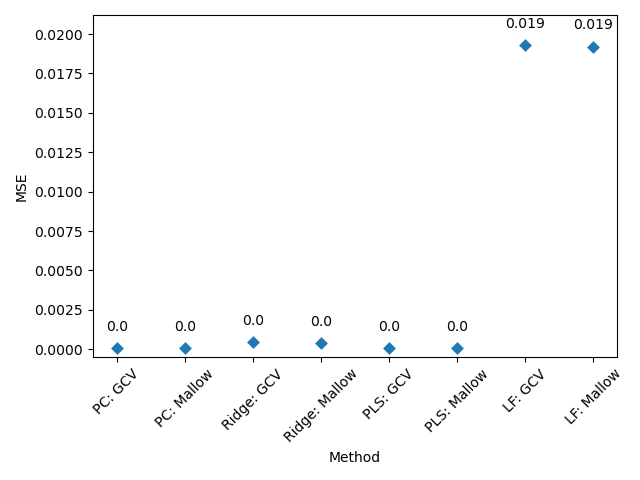 0.0200
0.0175
0.0150
0.0125
0.0100
0.0075
0.0050
0.0025
0.0000
MSE
0.0
0.0
0.0
0.0
0.0
0.0
0.019
0.019
PC: GCV
PC: Mallow
Ridge: GCV
Ridge: Mallow
PLS: GCV
PLS: Mallow
LF: GCV
LF: Mallow
Method